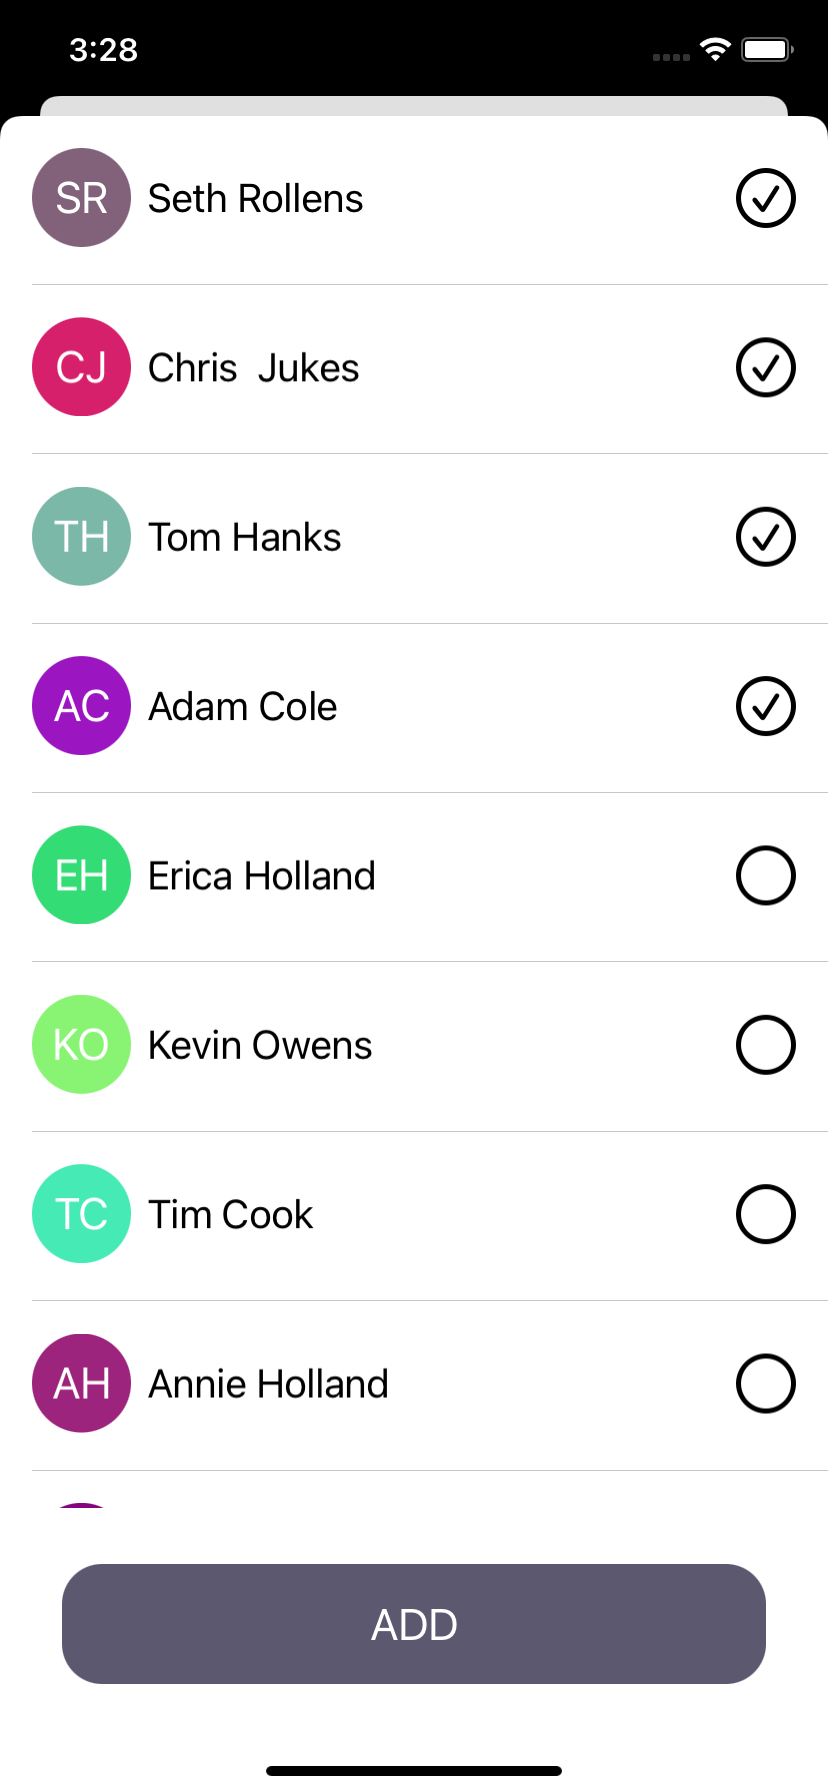 3:28
SR Seth Rollens
CJ Chris  Jukes
TH Tom Hanks
AC Adam Cole
EH Erica Holland
KO Kevin Owens
TC Tim Cook
AH Annie Holland
ADD